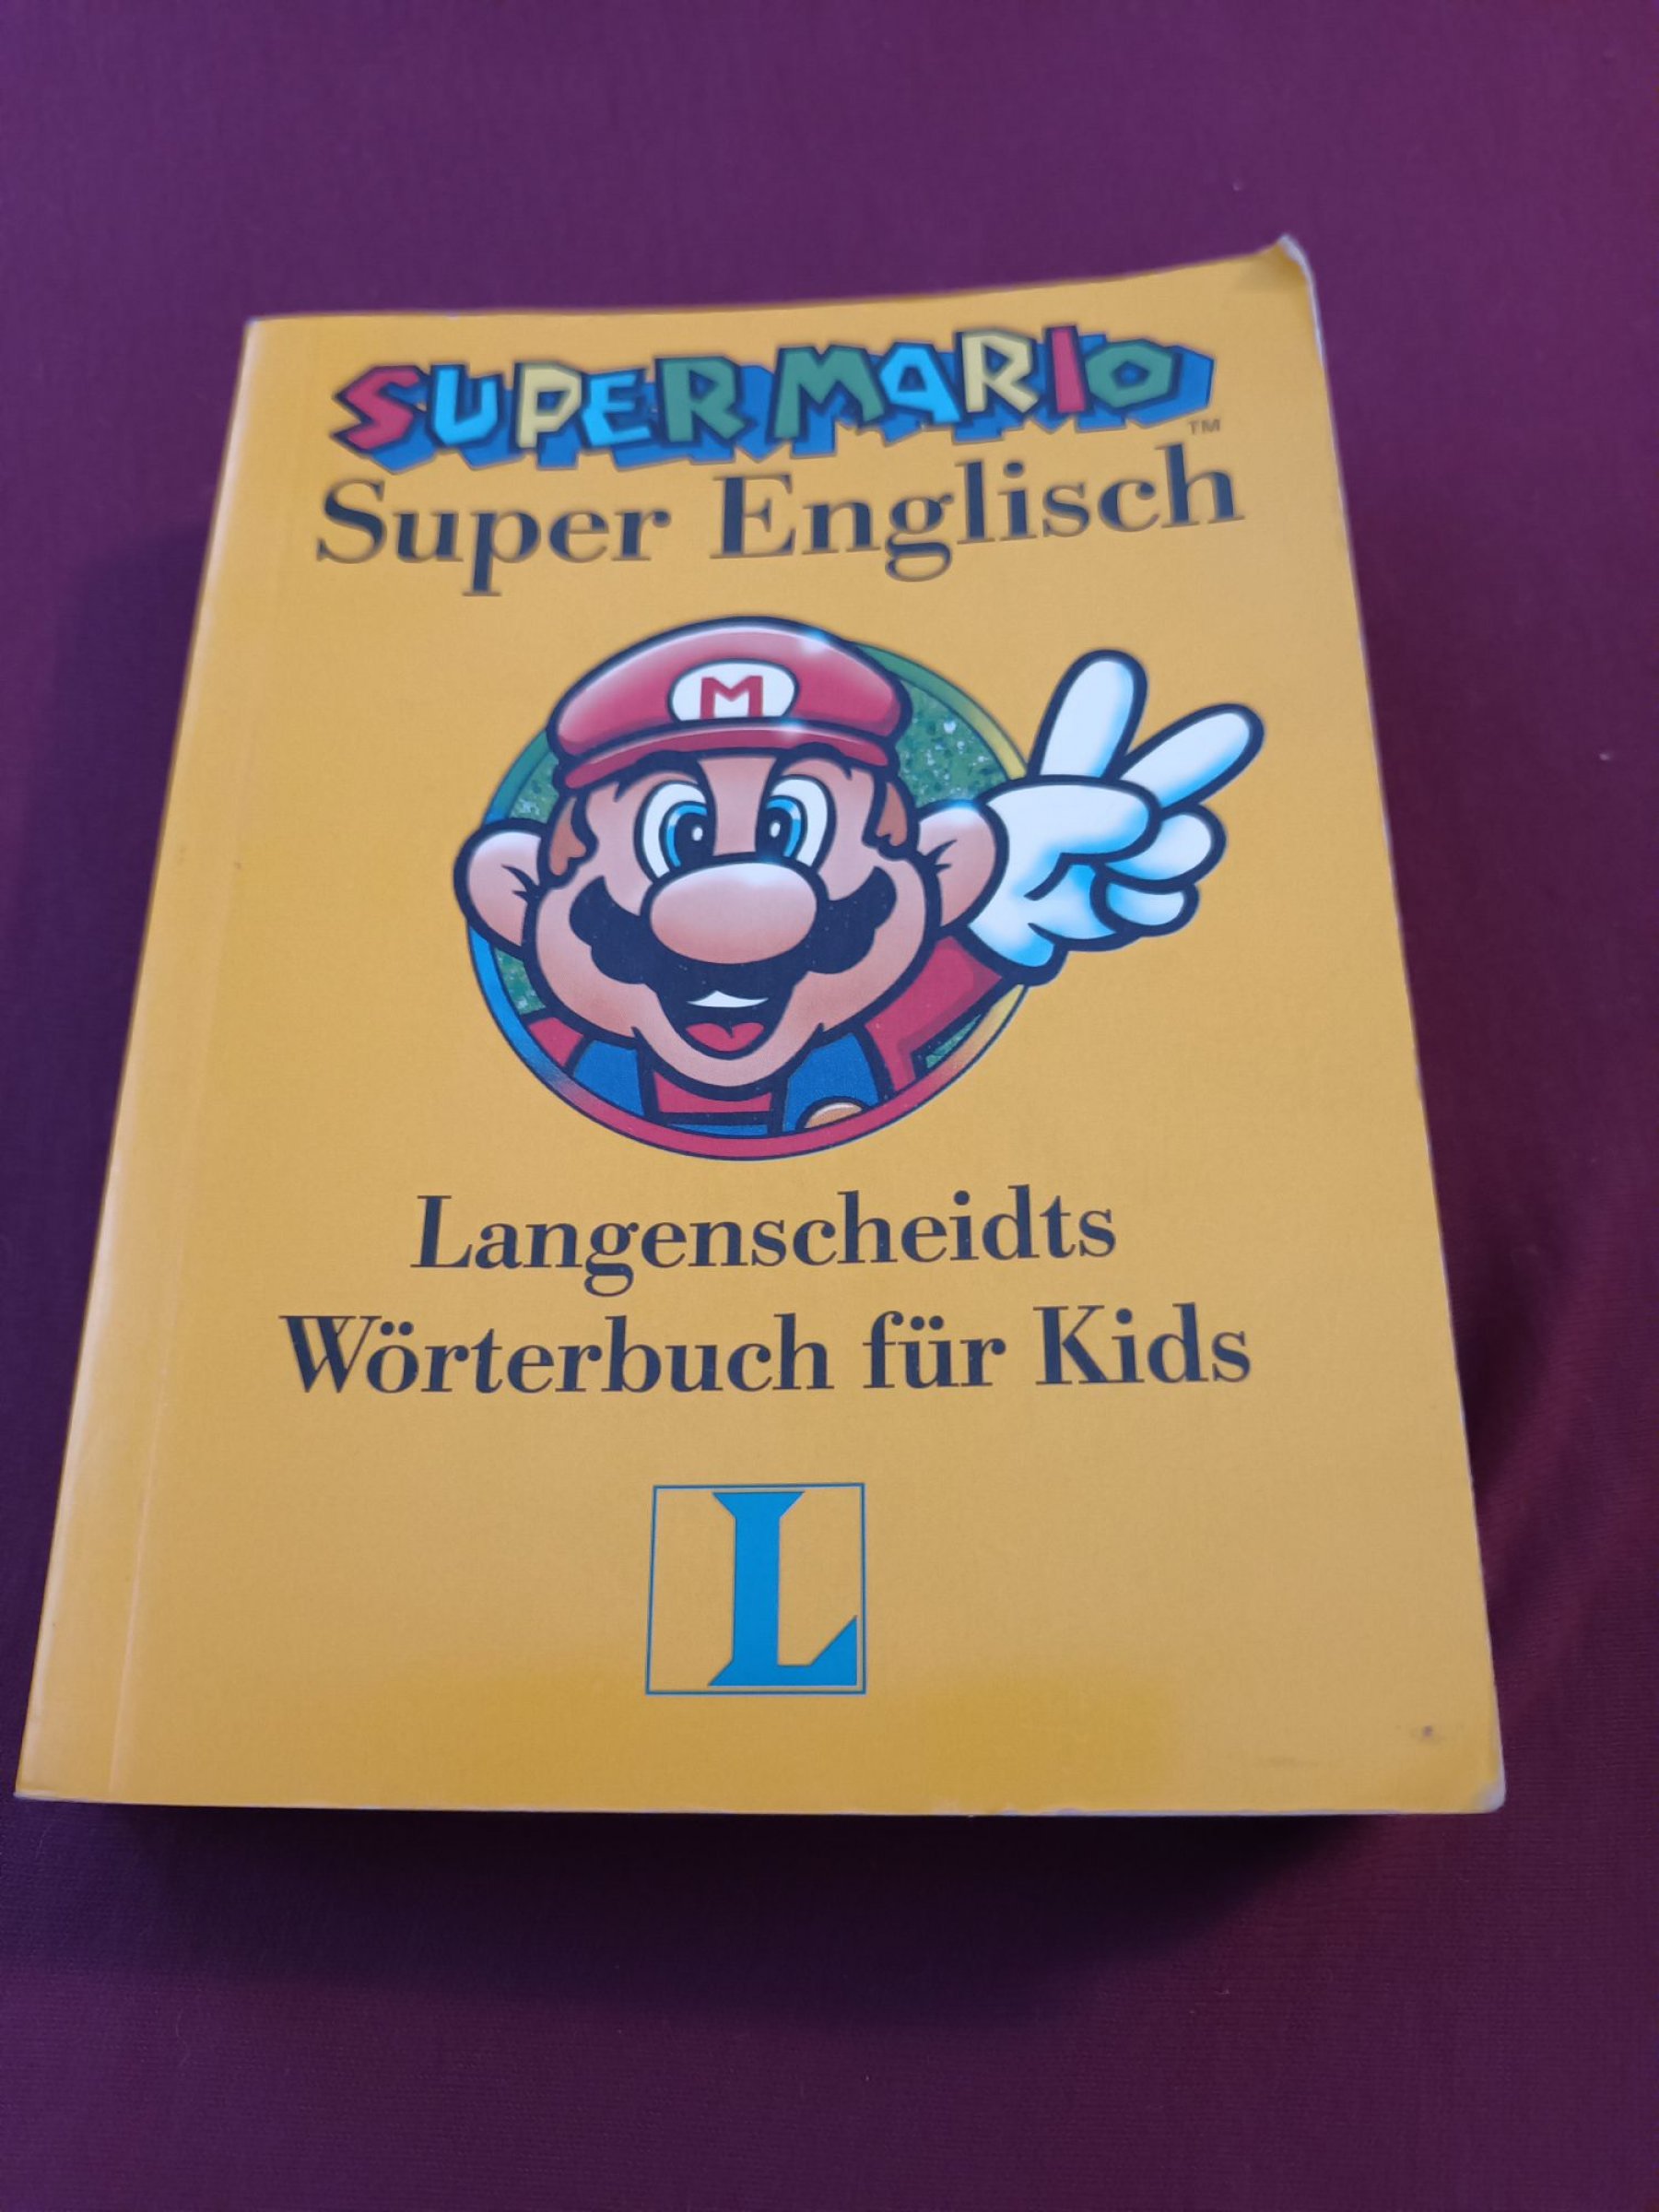 SUPER MARIO
™
Super Englisch
M
Langenscheidts
Wörterbuch für Kids
L